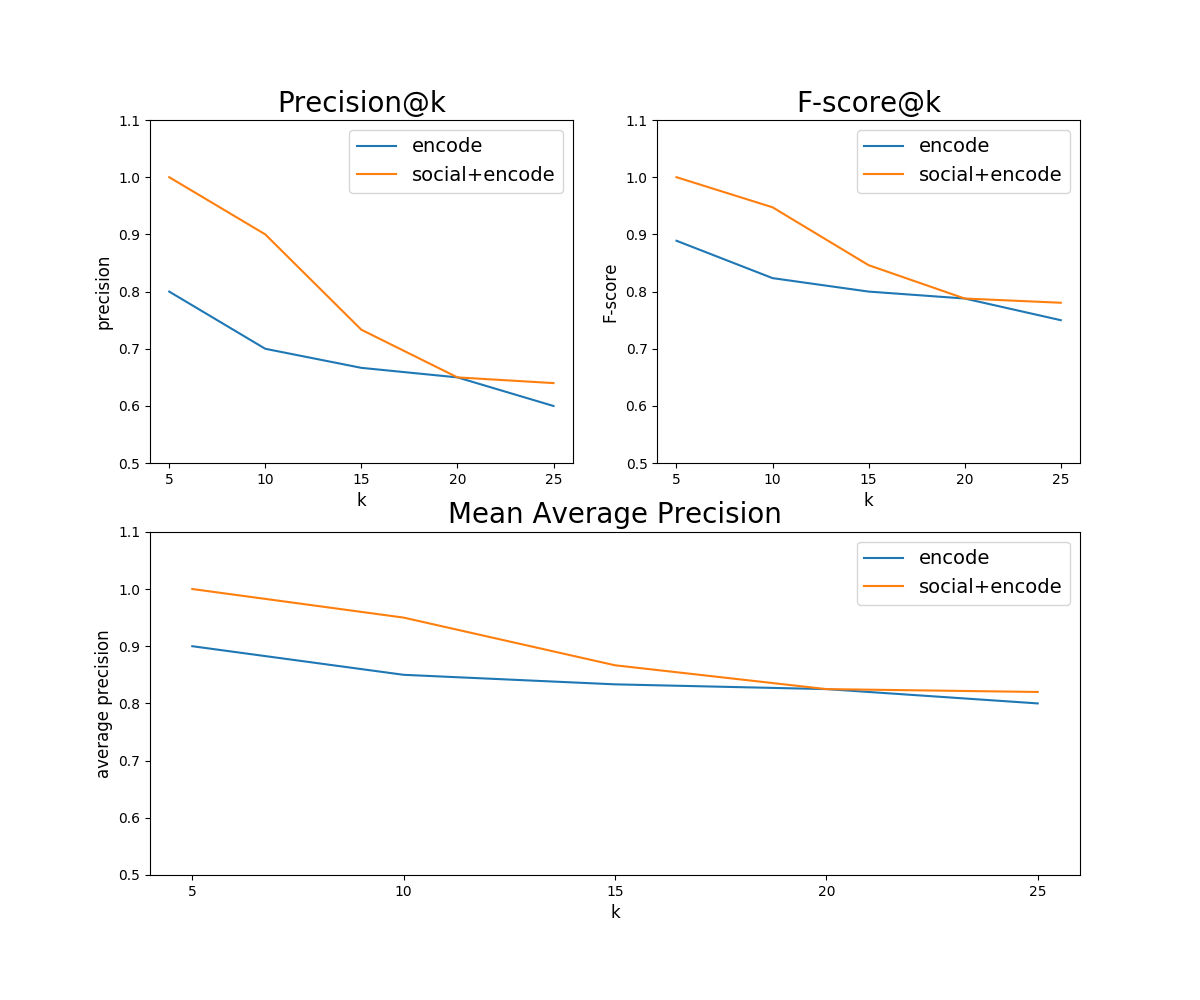 Precision@k
1.1
1.0
0.9
0.8
0.7
0.6
0.5
precision
encode
social+encode
5 10 15 20 25
k
F-score@k
1.1
1.0
0.9
0.8
0.7
0.6
0.5
F-score
encode
social+encode
5 10 15 20 25
k
Mean Average Precision
1.1
1.0
0.9
0.8
0.7
0.6
0.5
average precision
encode
social+encode
5 10 15 20 25
k